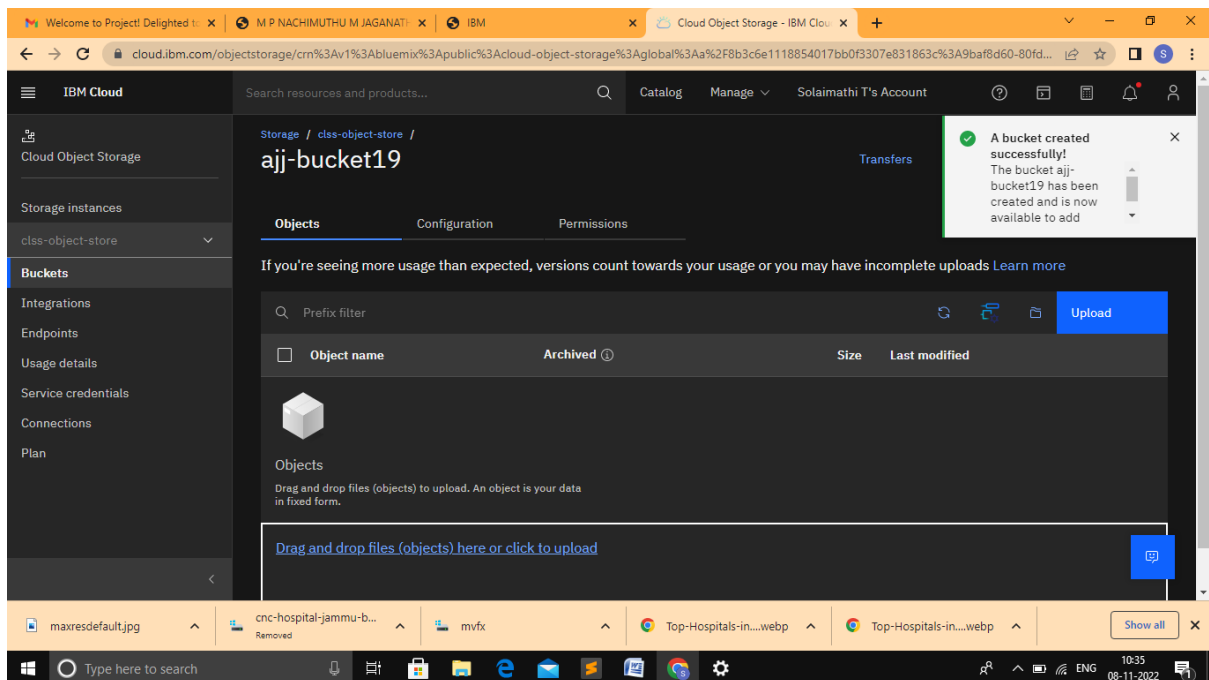 Welcome to Project! Delighted to
M P NACHIMUTHU M JAGANATH
IBM
Cloud Object Storage - IBM Clou
cloud.ibm.com/objectstorage/crn%3Av1%3Abluemix%3Apublic%3Acloud-object-storage%3Aglobal%3Aa%2F8b3c6e1118854017bb0f3307e831863c%3A9baf8d60-80fd...
S
IBM Cloud
Search resources and products...
Catalog
Manage
Solaimathi T's Account
Cloud Object Storage
Storage instances
clss-object-store
Buckets
Integrations
Endpoints
Usage details
Service credentials
Connections
Plan
Storage / clss-object-store /
ajj-bucket19
Transfers
A bucket created
successfully!
The bucket ajj-
bucket19 has been
created and is now
available to add
Objects
Configuration
Permissions
If you're seeing more usage than expected, versions count towards your usage or you may have incomplete uploads Learn more
Prefix filter
Upload
Object name
Archived
Size
Last modified
Objects
Drag and drop files (objects) to upload. An object is your data
in fixed form.
Drag and drop files (objects) here or click to upload
maxresdefault.jpg
cnc-hospital-jammu-b...
Removed
mvfx
Top-Hospitals-in....webp
Top-Hospitals-in....webp
Show all
Type here to search
ENG
10:35
08-11-2022
1